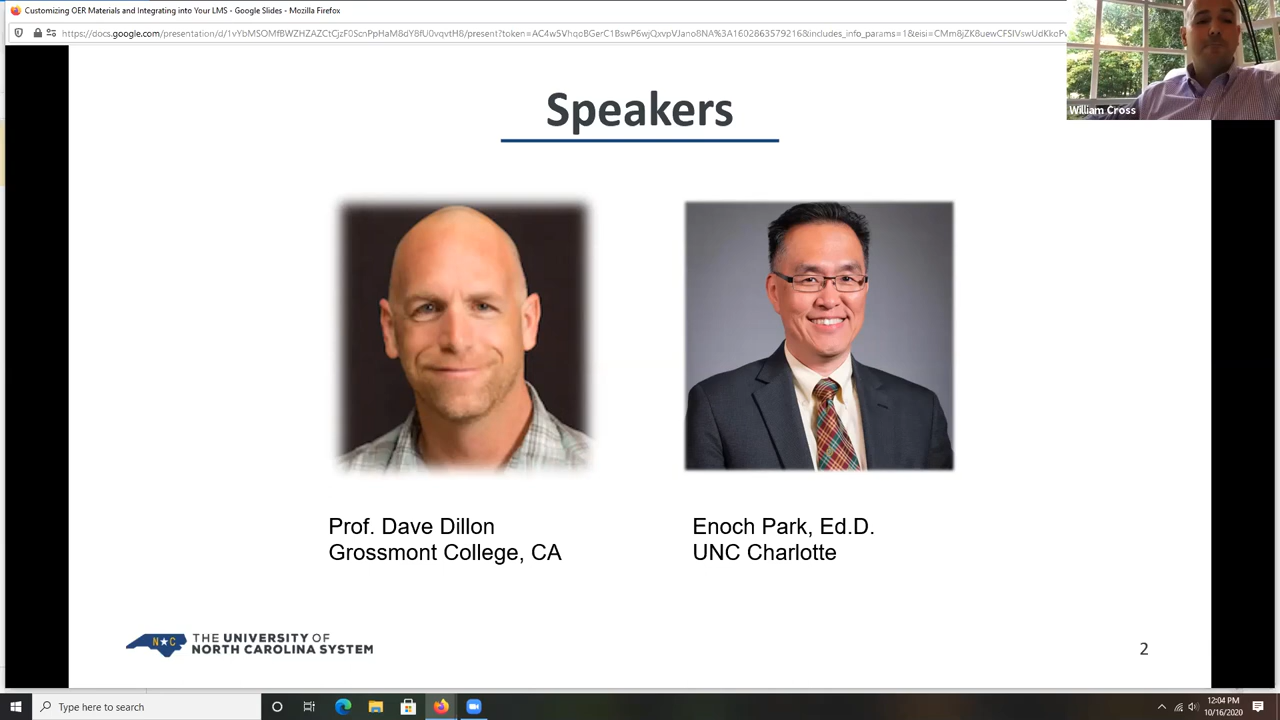 Customizing OER Materials and Integrating into Your LMS - Google Slides - Mozilla Firefox
William Cross
Speakers
Prof. Dave Dillon
Grossmont College, CA
Enoch Park, Ed.D.
UNC Charlotte
N C
THE UNIVERSITY OF
NORTH CAROLINA SYSTEM
2
Type here to search
12:04 PM
10/16/2020